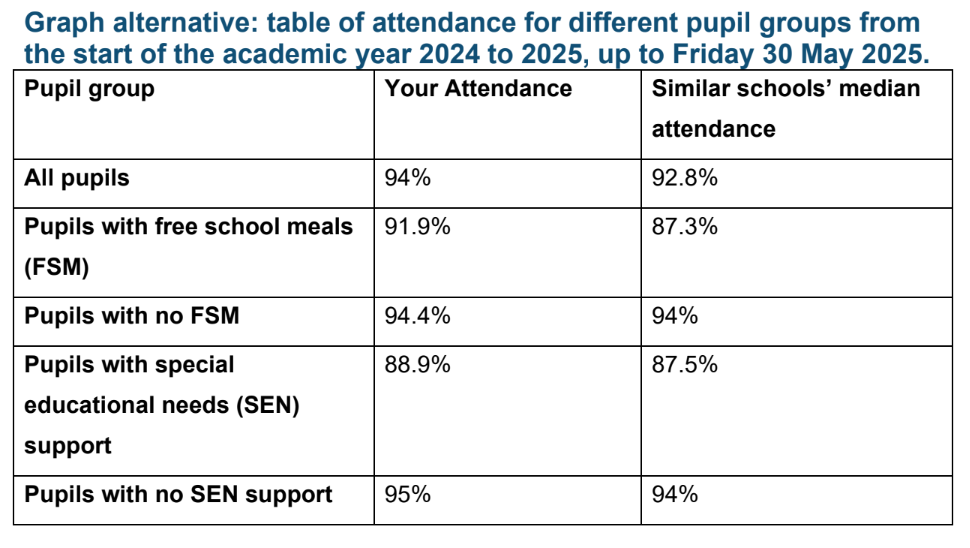 Graph alternative: table of attendance for different pupil groups from
the start of the academic year 2024 to 2025, up to Friday 30 May 2025.
Pupil group
Your Attendance
Similar schools’ median
attendance
All pupils
94%
92.8%
Pupils with free school meals
(FSM)
91.9%
87.3%
Pupils with no FSM
94.4%
94%
Pupils with special
educational needs (SEN)
support
88.9%
87.5%
Pupils with no SEN support
95%
94%